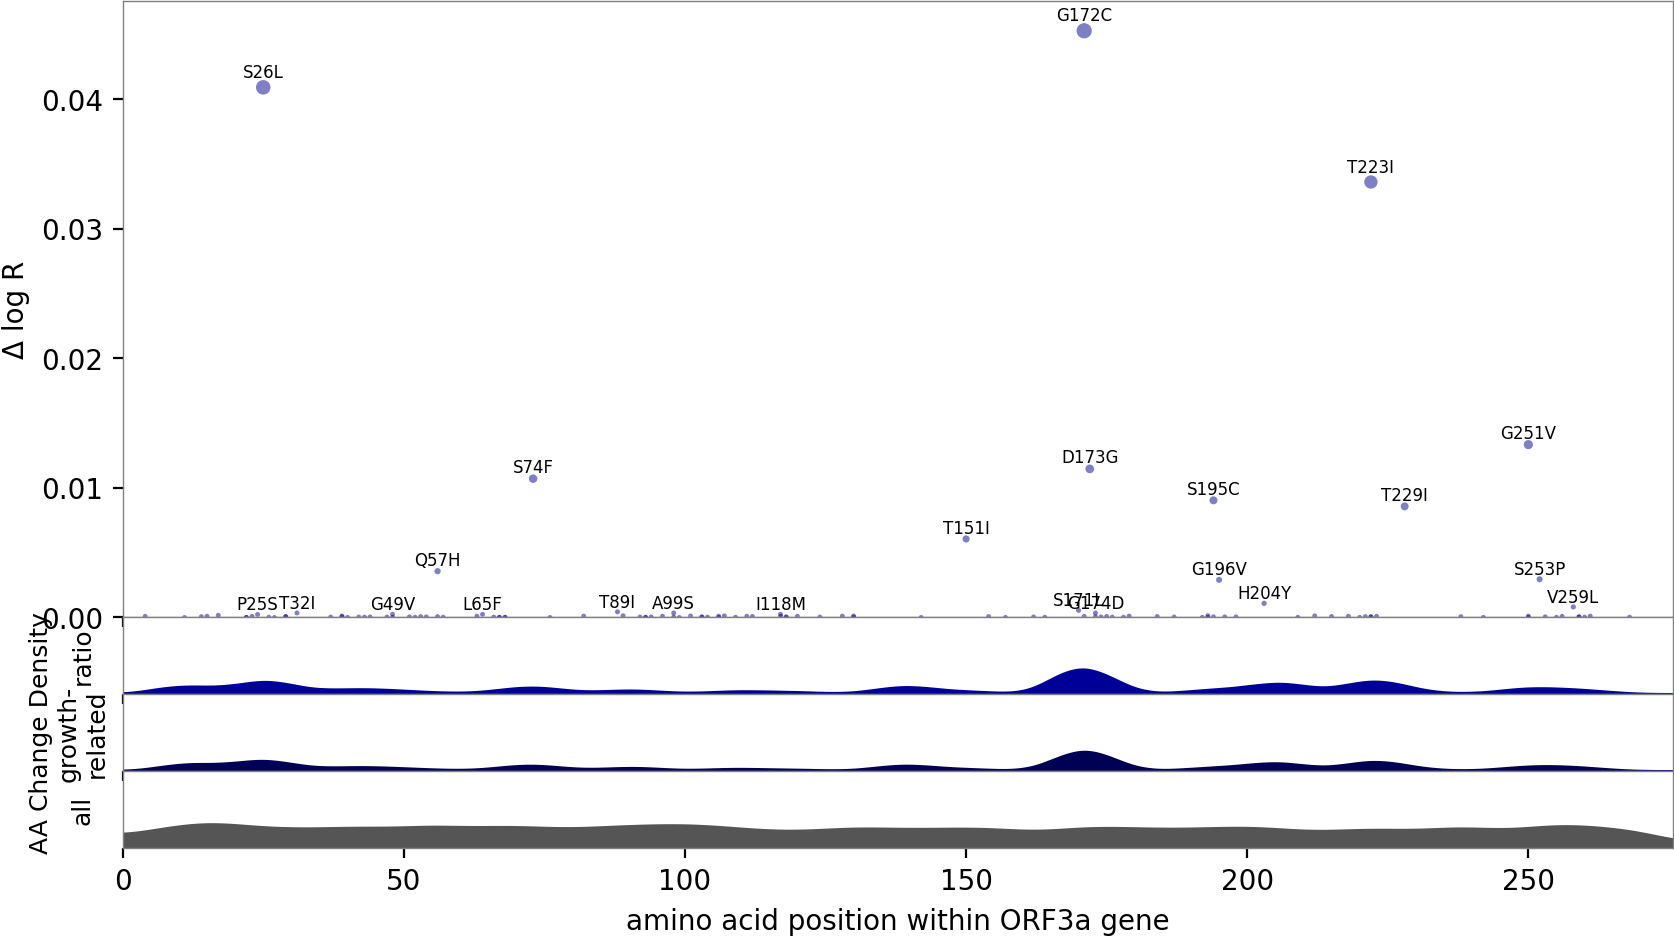 G172C
S26L
0.04
T223I
0.03
Δ log R
0.02
G251V
D173G
S74F
0.01
S195C
T229I
T151I
Q57H
G196V
S253P
H204Y
V259L
P25S
T32I
G49V
L65F
T89I
A99S
I118M
S171L
G174D
0.00
AA Change Density
ratio
growth-
related
all
0
50
100
150
200
250
amino acid position within ORF3a gene